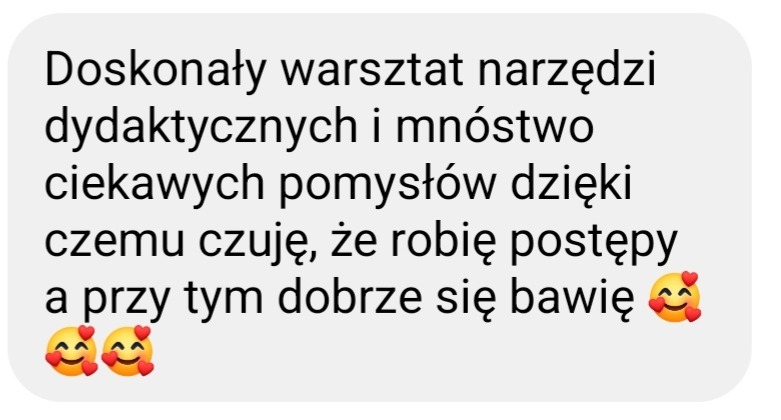 Doskonały warsztat narzędzi
dydaktycznych i mnóstwo
ciekawych pomysłów dzięki
czemu czuję, że robię postępy
a przy tym dobrze się bawię 🥰
🥰🥰